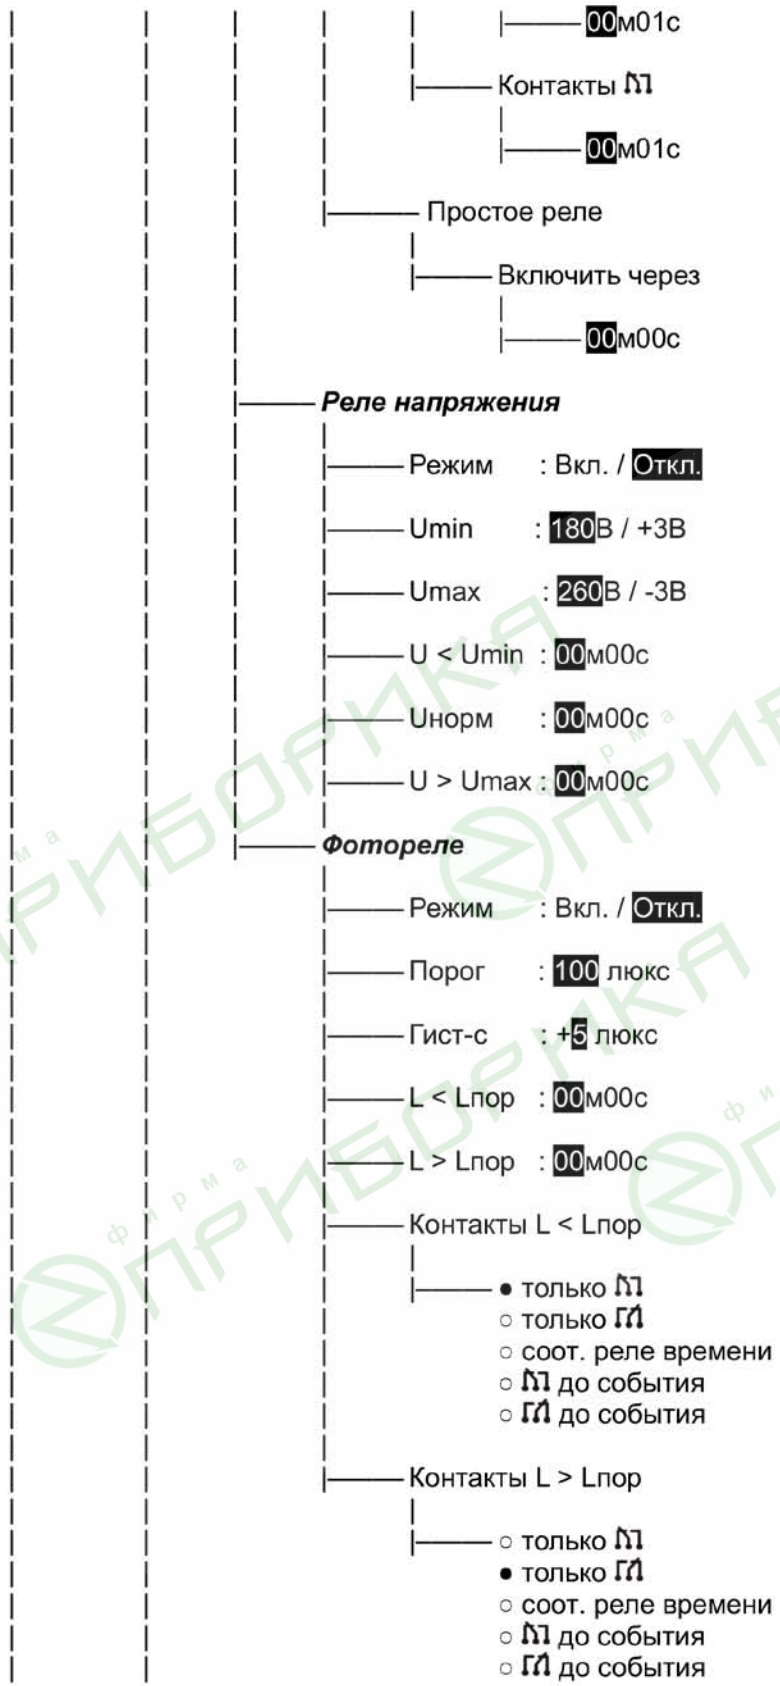 00м01с
Контакты
00м01с
Простое реле
Включить через
00м00с
Реле напряжения
Режим : Вкл. / Откл.
Umin : 180В / +3В
Umax : 260В / -3В
U < Umin : 00м00с
Uнорм : 00м00с
U > Umax : 00м00с
Фотореле
Режим : Вкл. / Откл.
Порог : 100 люкс
Гист-с : +5 люкс
L < Lпор : 00м00с
L > Lпор : 00м00с
Контакты L < Lпор
● только
○ только
○ соот. реле времени
○ до события
○ до события
Контакты L > Lпор
○ только
● только
○ соот. реле времени
○ до события
○ до события
фирма
ПРИБОРИКА